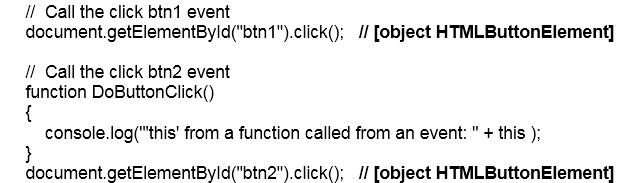 //  Call the click btn1 event
document.getElementById("btn1").click();   // [object HTMLButtonElement]
//  Call the click btn2 event
function DoButtonClick()
{
    console.log("'this' from a function called from an event: " + this );
}
document.getElementById("btn2").click();   // [object HTMLButtonElement]